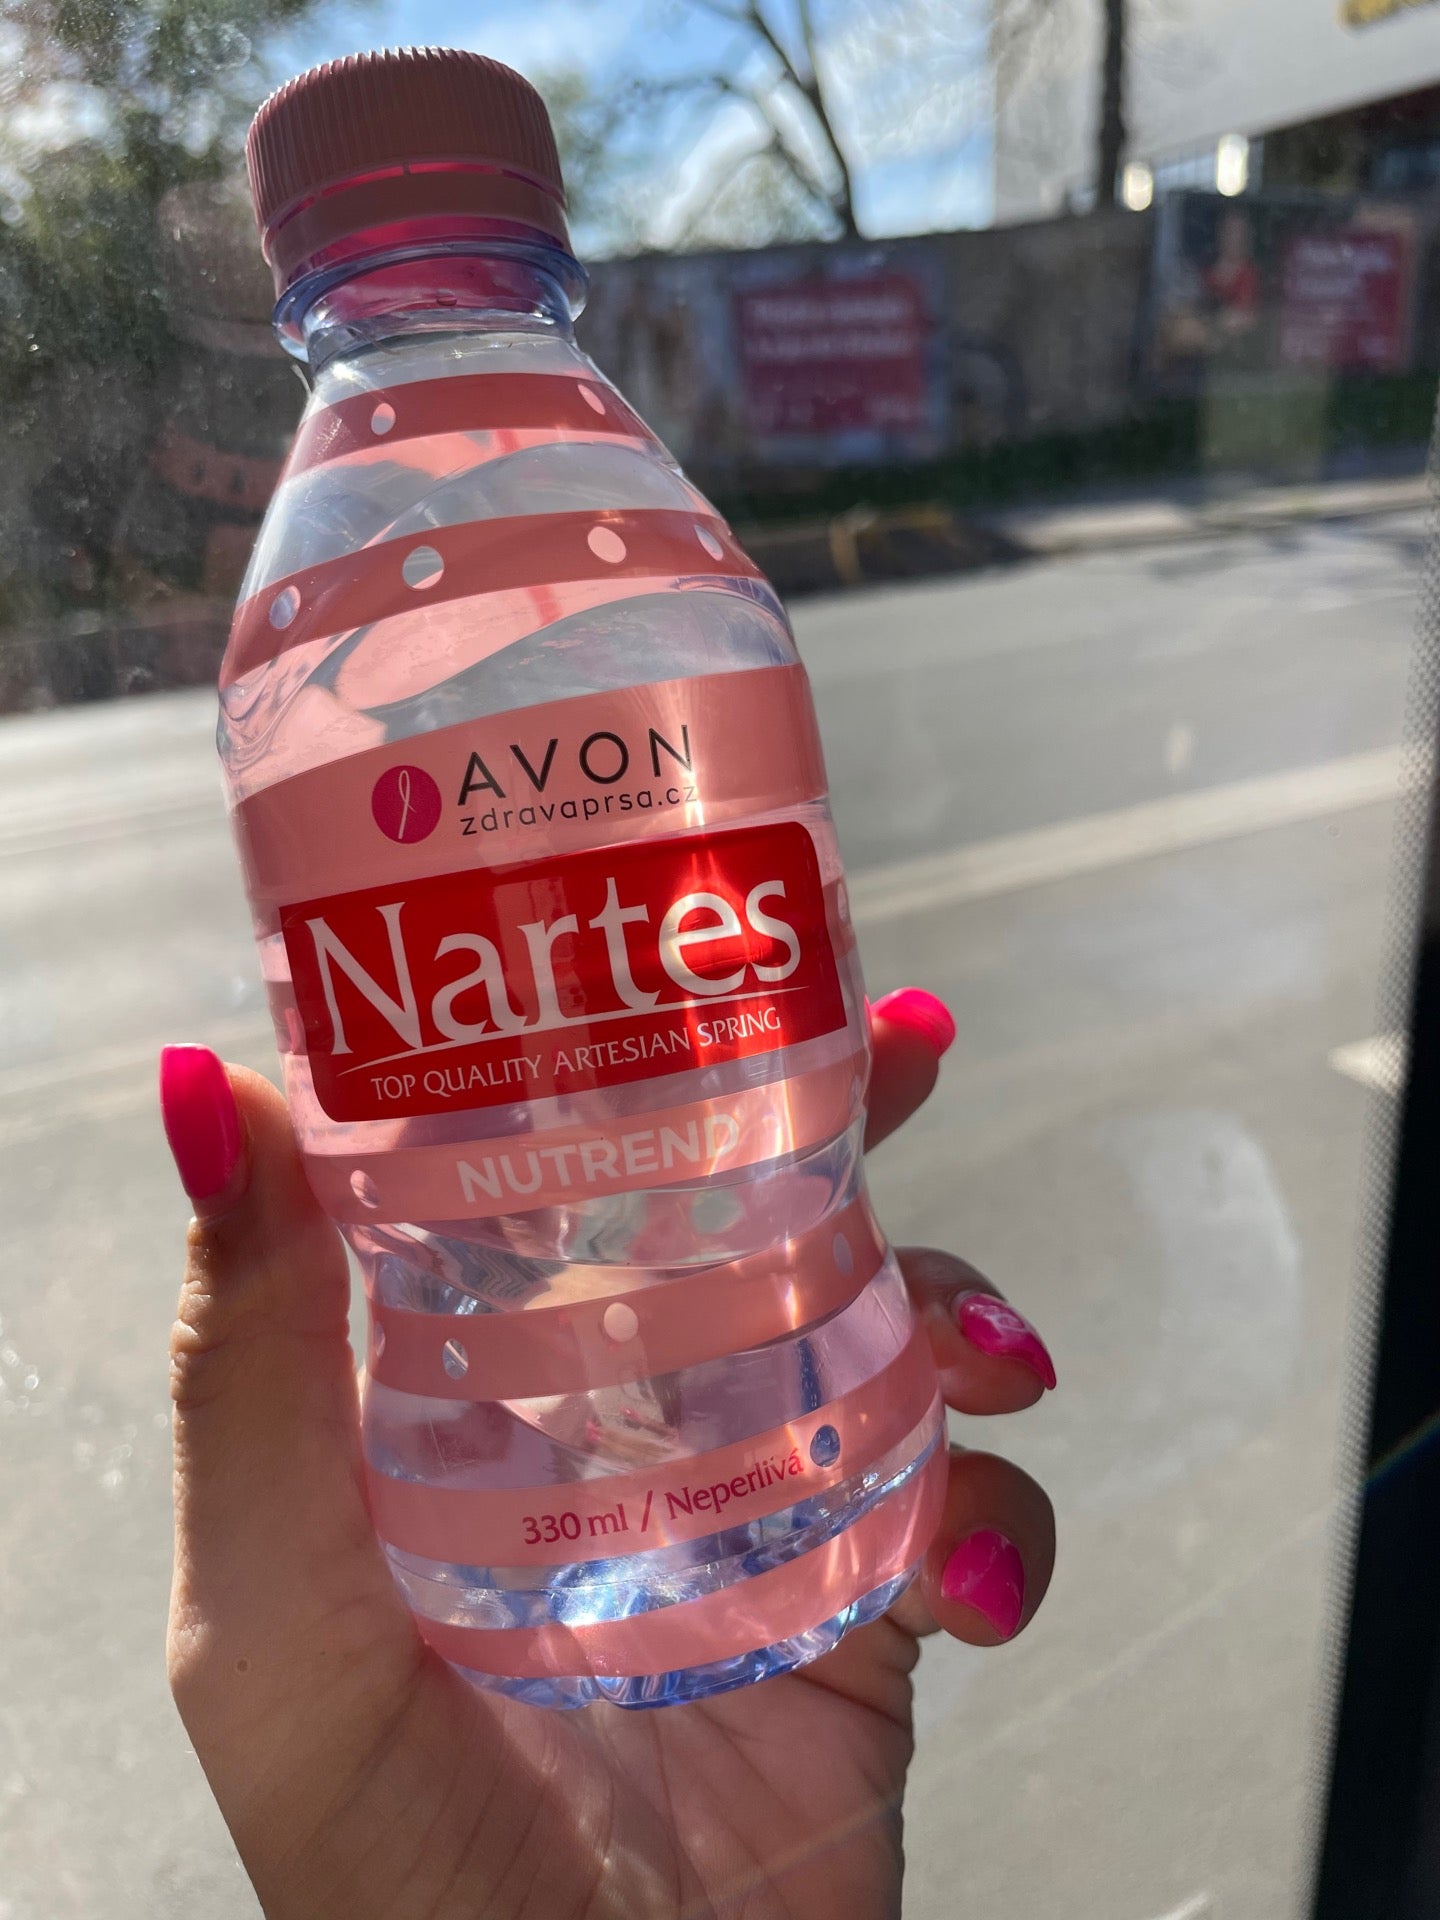 AVON
zdravaprsa.cz
Nartes
TOP QUALITY ARTESIAN SPRING
NUTREND
330 ml / Neperlivá